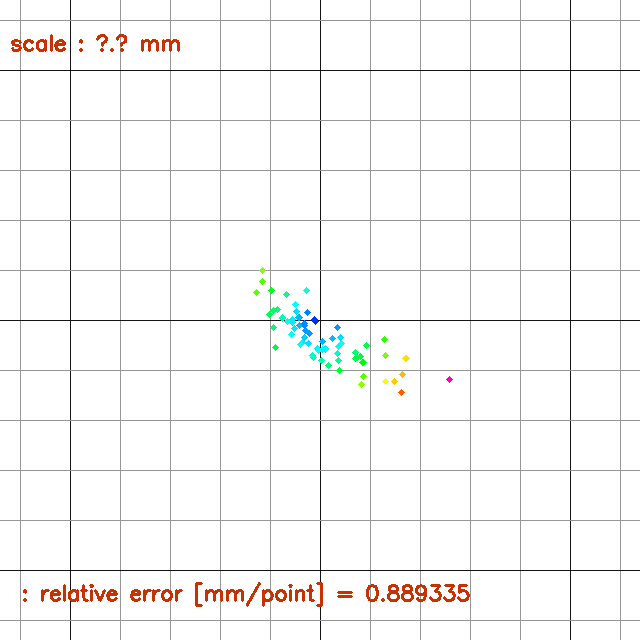 scale : ?.? mm
: relative error [mm/point] = 0.889335